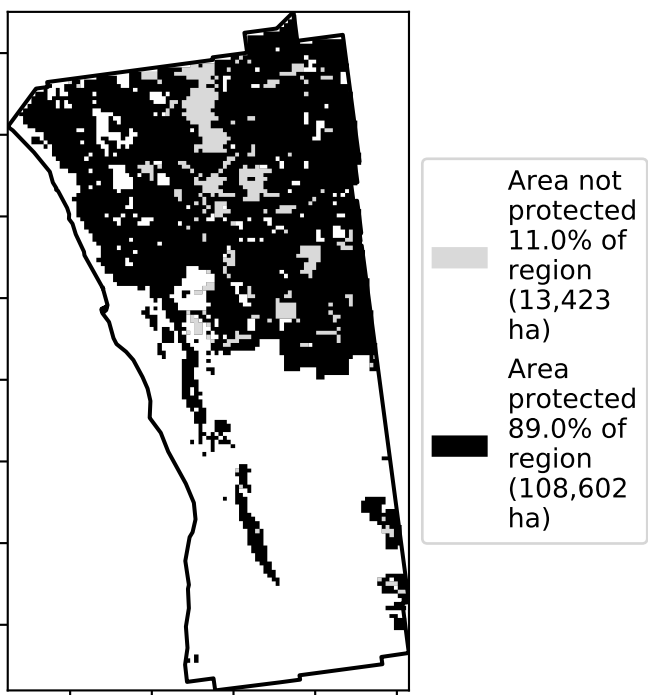 Area not
protected
11.0% of
region
(13,423
ha)
Area
protected
89.0% of
region
(108,602
ha)